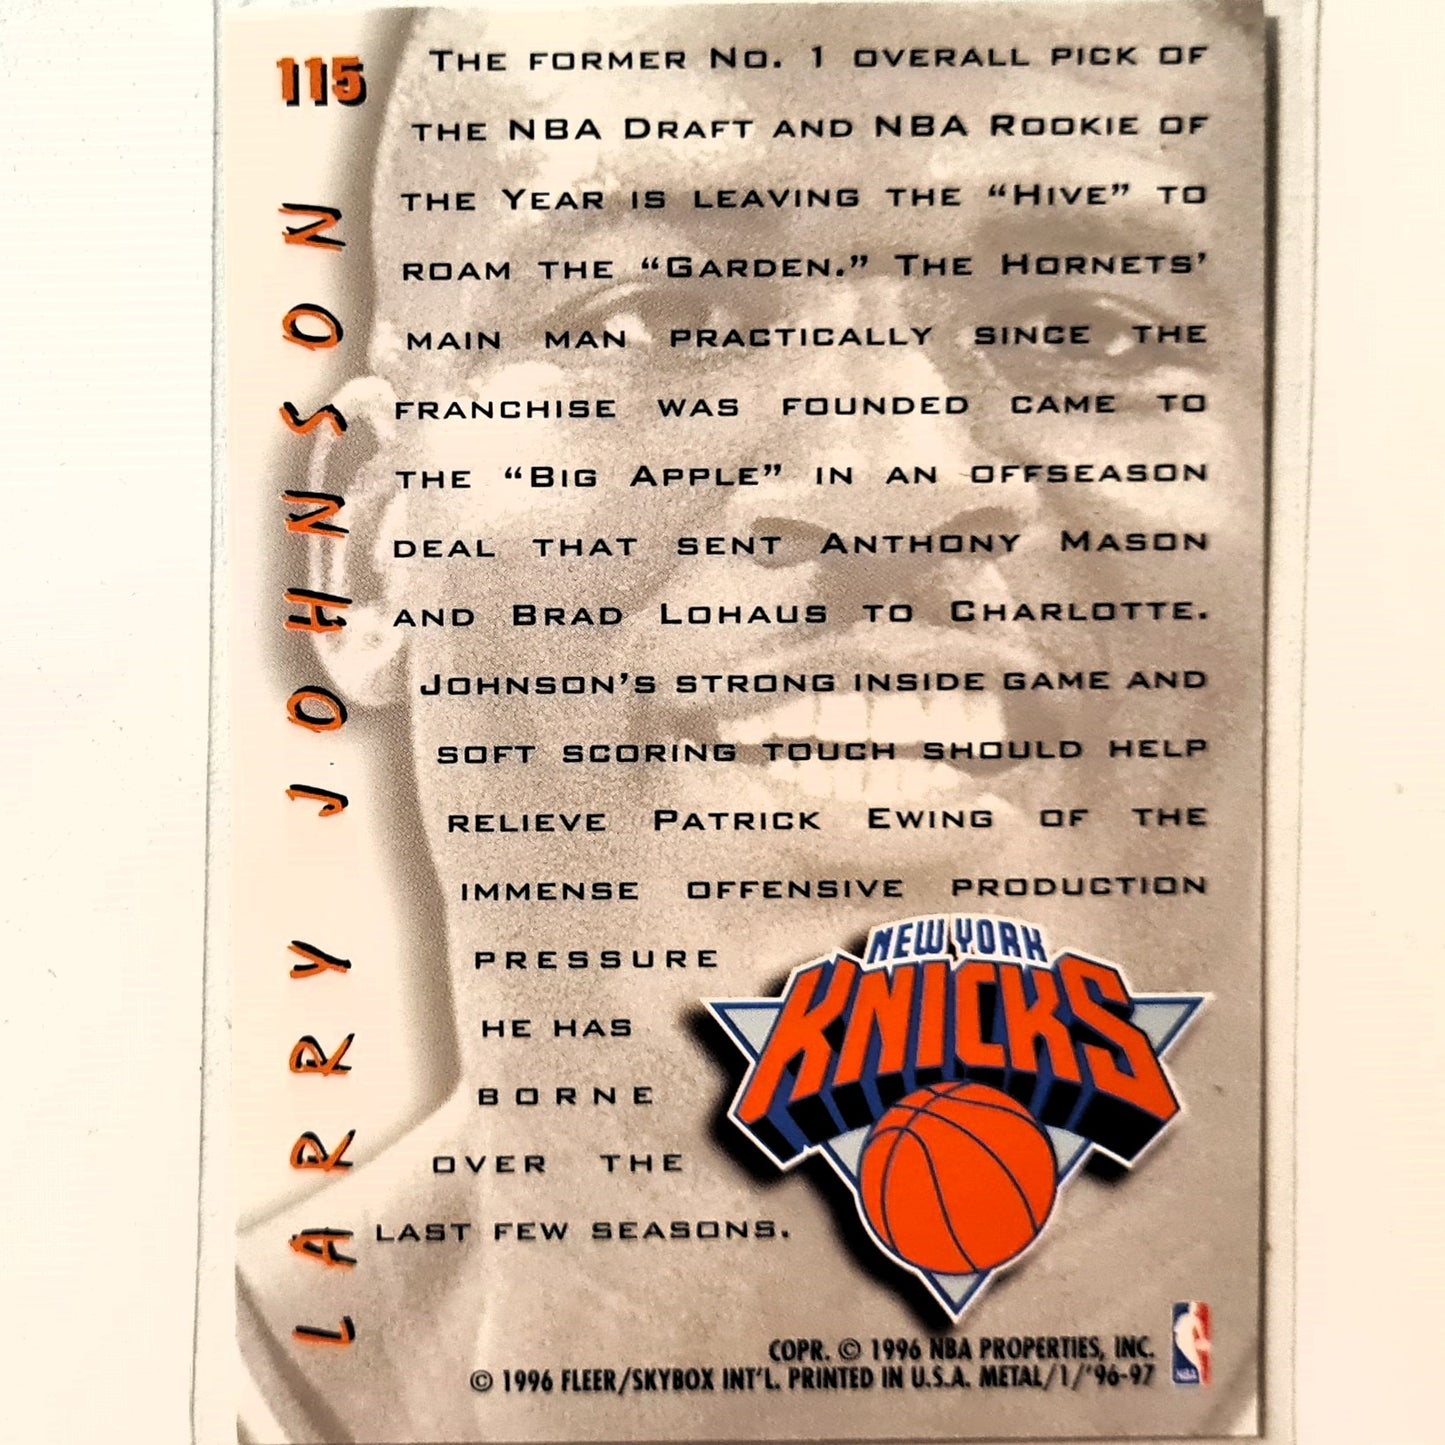 115
LARRY JOHNSON
THE FORMER NO. 1 OVERALL PICK OF
THE NBA DRAFT AND NBA ROOKIE OF
THE YEAR IS LEAVING THE “HIVE” TO
ROAM THE “GARDEN.” THE HORNETS’
MAIN MAN PRACTICALLY SINCE THE
FRANCHISE WAS FOUNDED CAME TO
THE “BIG APPLE” IN AN OFFSEASON
DEAL THAT SENT ANTHONY MASON
AND BRAD LOHAUS TO CHARLOTTE.
JOHNSON’S STRONG INSIDE GAME AND
SOFT SCORING TOUCH SHOULD HELP
RELIEVE PATRICK EWING OF THE
IMMENSE OFFENSIVE PRODUCTION
PRESSURE
HE HAS
BORNE
OVER THE
LAST FEW SEASONS.
NEW YORK
KNICKS
COPR. © 1996 NBA PROPERTIES, INC.
© 1996 FLEER/SKYBOX INT’L. PRINTED IN U.S.A. METAL/1/’96-97
NBA